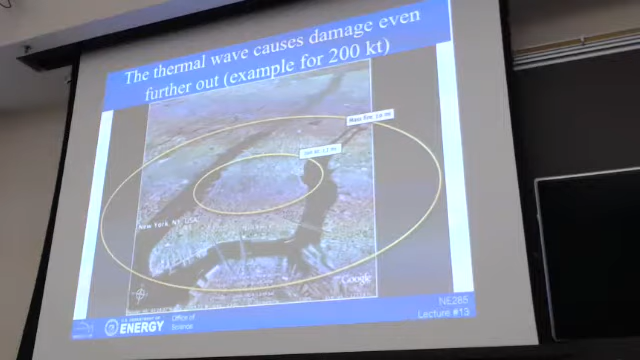 The thermal wave causes damage even
further out (example for 200 kt)
New York, NY, USA
Google
U.S. DEPARTMENT OF
ENERGY
Office of
Science
NE285
Lecture #13